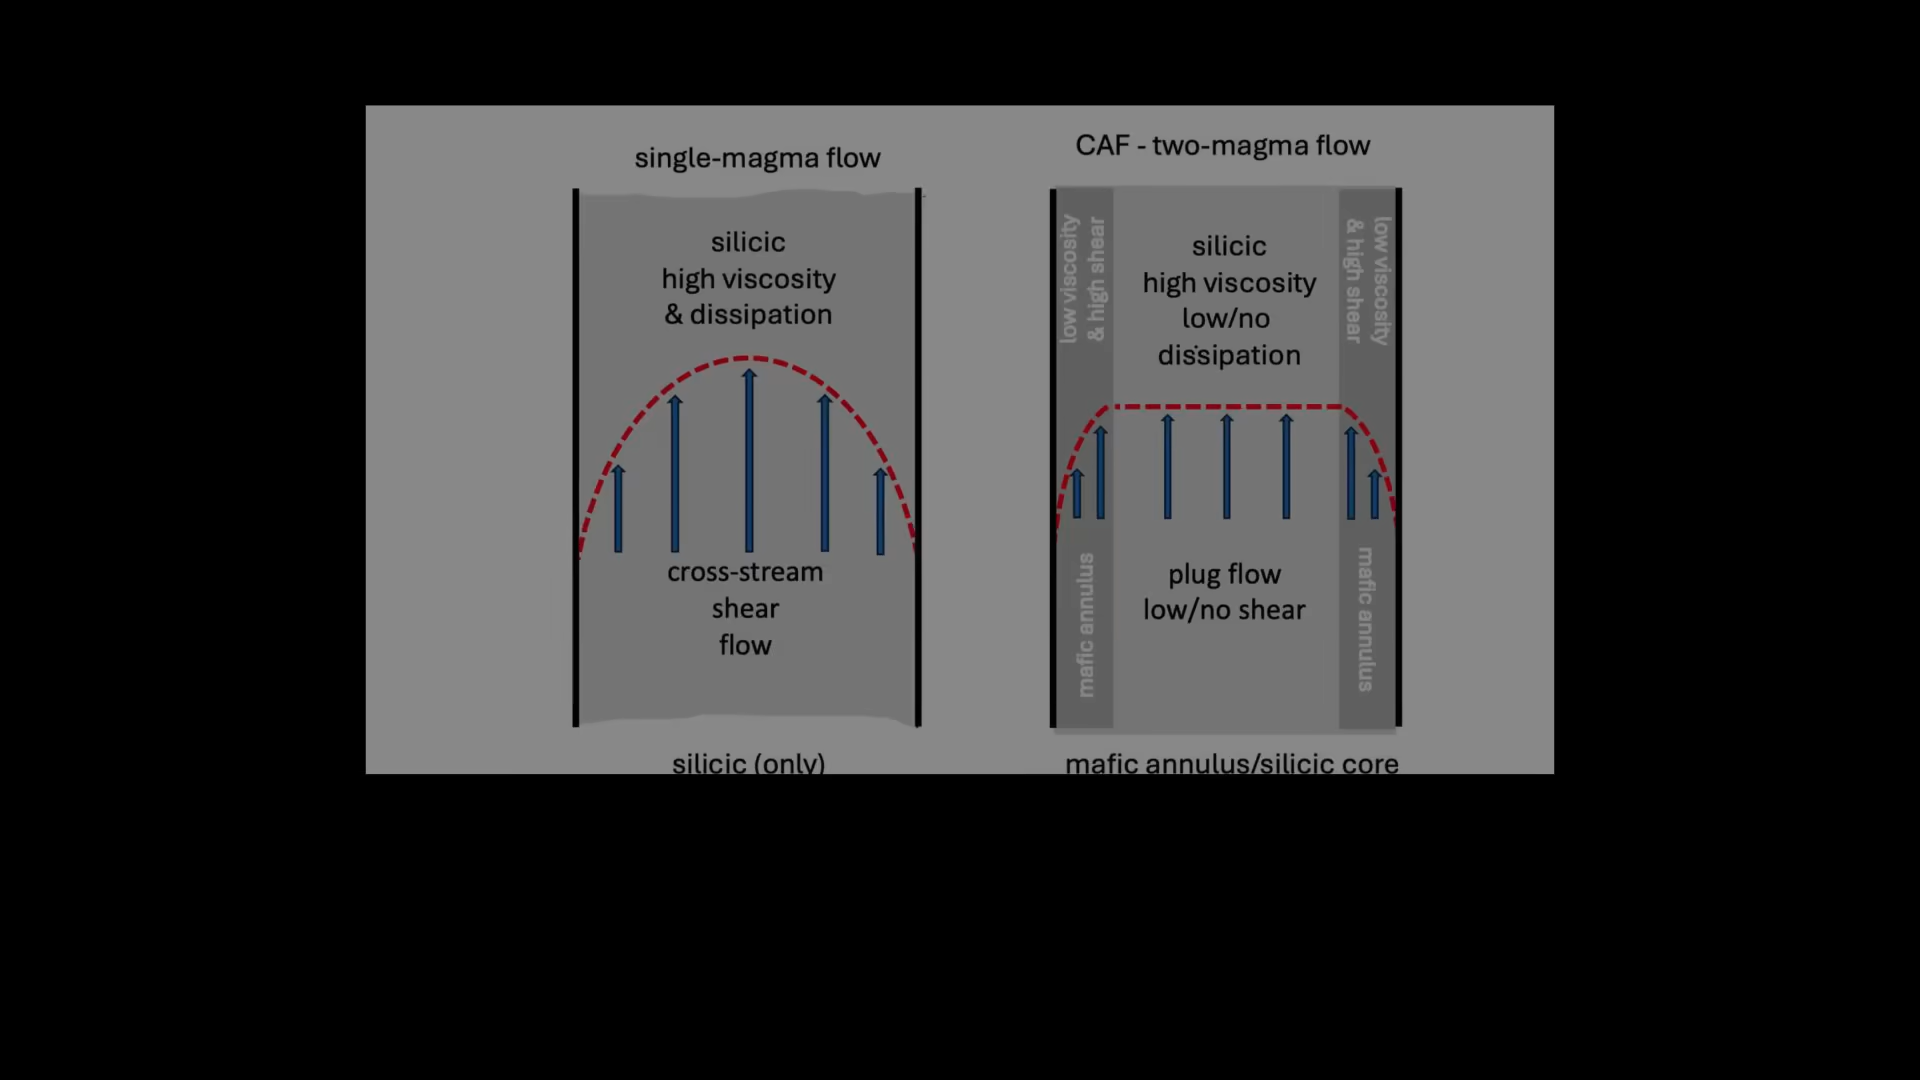 single-magma flow
silicic
high viscosity
& dissipation
cross-stream
shear
flow
silicic (only)
CAF - two-magma flow
low viscosity
& high shear
silicic
high viscosity
low/no
dissipation
low viscosity
& high shear
mafic annulus
plug flow
low/no shear
mafic annulus
mafic annulus/silicic core